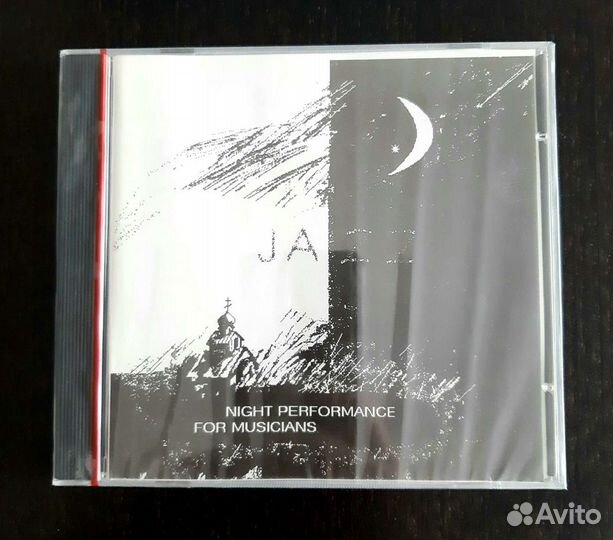 JA
NIGHT PERFORMANCE
FOR MUSICIANS
Avito